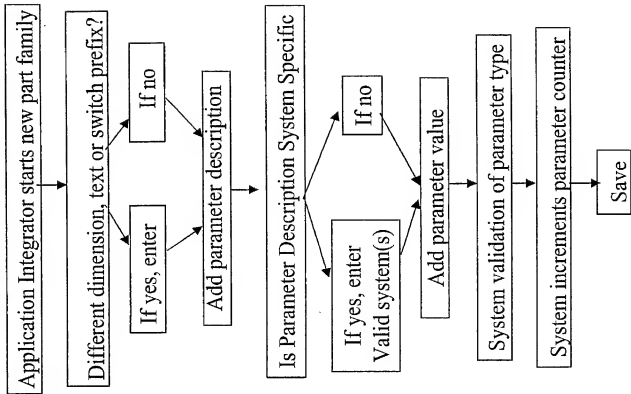 Application Integrator starts new part family
Different dimension, text or switch prefix?
If yes, enter
If no
Add parameter description
Is Parameter Description System Specific
If yes, enter
Valid system(s)
If no
Add parameter value
System validation of parameter type
System increments parameter counter
Save